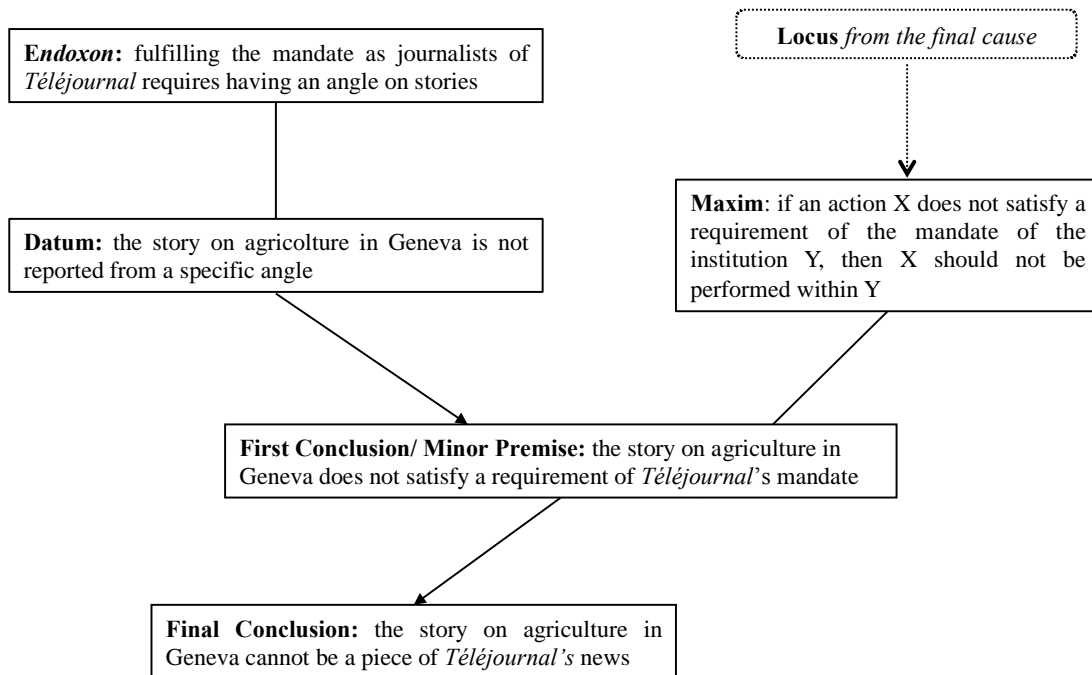 Endoxon: fulfilling the mandate as journalists of
Téléjournal requires having an angle on stories
Locus from the final cause
Datum: the story on agricolture in Geneva is not
reported from a specific angle
Maxim: if an action X does not satisfy a
requirement of the mandate of the
institution Y, then X should not be
performed within Y
First Conclusion/ Minor Premise: the story on agriculture in
Geneva does not satisfy a requirement of Téléjournal's mandate
Final Conclusion: the story on agriculture in
Geneva cannot be a piece of Téléjournal's news